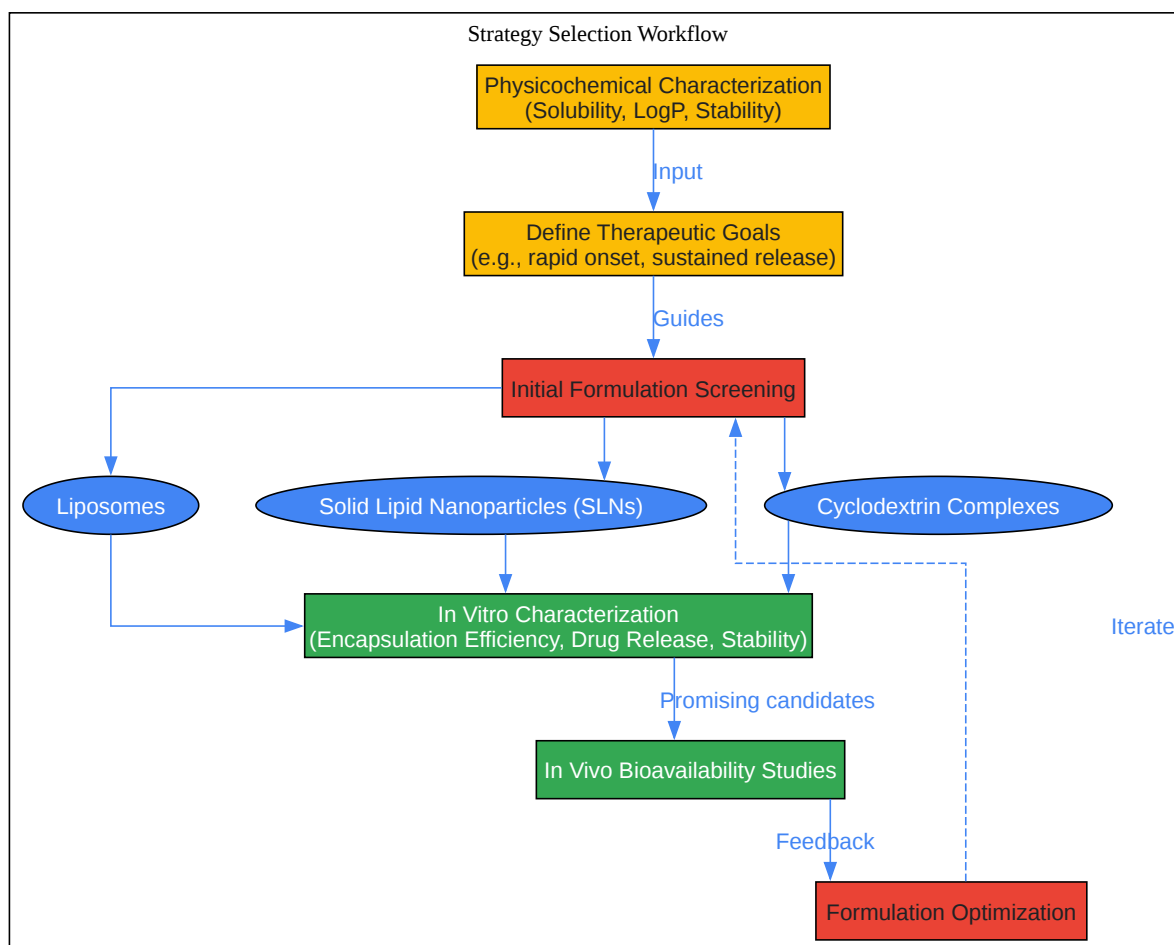 Strategy Selection Workflow
Physicochemical Characterization
(Solubility, LogP, Stability)
Input
Define Therapeutic Goals
(e.g., rapid onset, sustained release)
Guides
Initial Formulation Screening
Liposomes
Solid Lipid Nanoparticles (SLNs)
Cyclodextrin Complexes
In Vitro Characterization
(Encapsulation Efficiency, Drug Release, Stability)
Iterate
Promising candidates
In Vivo Bioavailability Studies
Feedback
Formulation Optimization